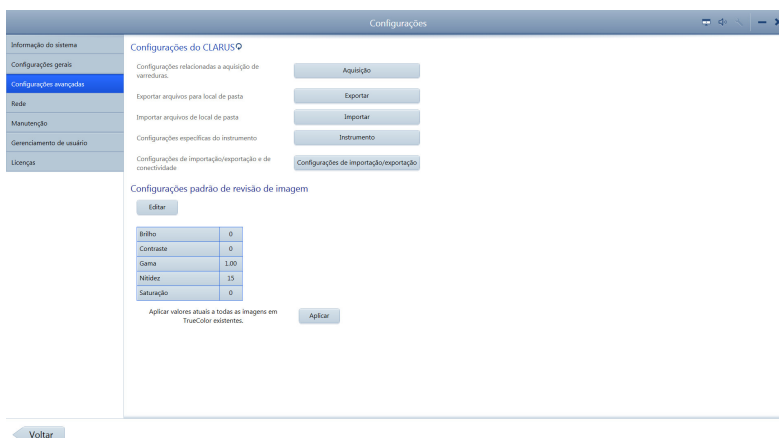 Configurações
Informação do sistema
Configurações gerais
Configurações avançadas
Rede
Manutenção
Gerenciamento de usuário
Licenças
Configurações do CLARUS
Configurações relacionadas a aquisição de
varreduras.
Aquisição
Exportar arquivos para local de pasta
Exportar
Importar arquivos de local de pasta
Importar
Configurações específicas do instrumento
Instrumento
Configurações de importação/exportação e de
conectividade
Configurações de importação/exportação
Configurações padrão de revisão de imagem
Editar
Brilho 0
Contraste 0
Gama 1.00
Nitidez 15
Saturação 0
Aplicar valores atuais a todas as imagens em
TrueColor existentes.
Aplicar
Voltar